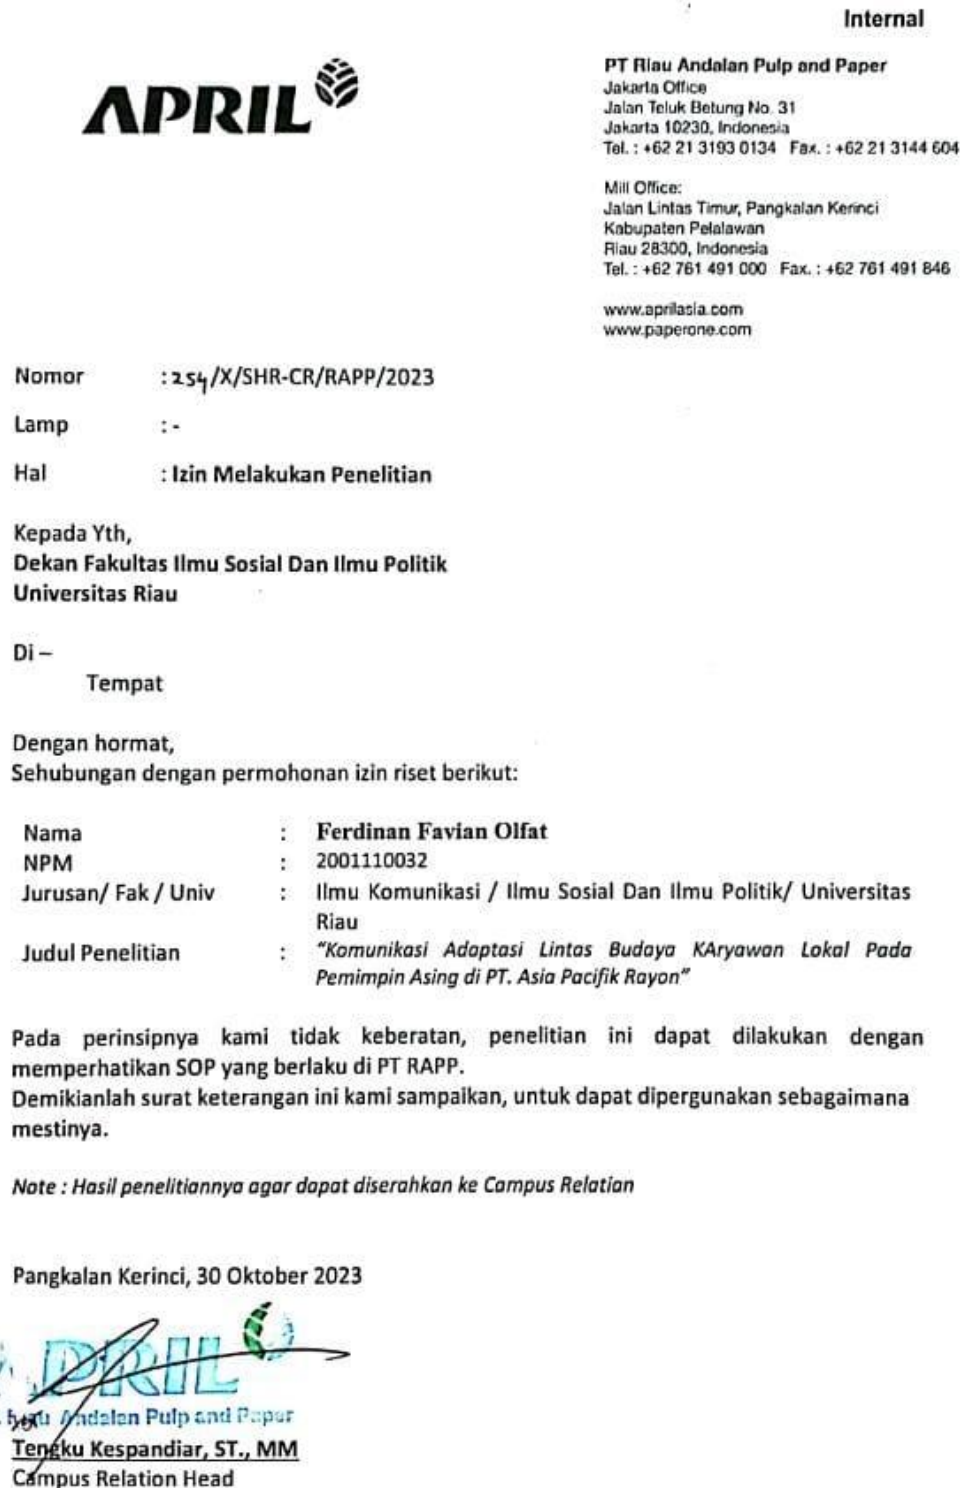 Internal
APRIL
PT Riau Andalan Pulp and Paper
Jakarta Office
Jalan Teluk Betung No. 31
Jakarta 10230, Indonesia
Tel. : +62 21 3193 0134 Fax. : +62 21 3144 604
Mill Office:
Jalan Lintas Timur, Pangkalan Kerinci
Kabupaten Pelalawan
Riau 28300, Indonesia
Tel. : +62 761 491 000 Fax. : +62 761 491 846
www.aprilasia.com
www.paperone.com
Nomor : 254/X/SHR-CR/RAPP/2023
Lamp : -
Hal : Izin Melakukan Penelitian
Kepada Yth,
Dekan Fakultas Ilmu Sosial Dan Ilmu Politik
Universitas Riau
Di –
Tempat
Dengan hormat,
Sehubungan dengan permohonan izin riset berikut:
Nama : Ferdinan Favian Olfat
NPM : 2001110032
Jurusan/ Fak / Univ : Ilmu Komunikasi / Ilmu Sosial Dan Ilmu Politik/ Universitas
Riau
Judul Penelitian : "Komunikasi Adaptasi Lintas Budaya KAryawan Lokal Pada
Pemimpin Asing di PT. Asia Pacifik Rayon"
Pada perinsipnya kami tidak keberatan, penelitian ini dapat dilakukan dengan
memperhatikan SOP yang berlaku di PT RAPP.
Demikianlah surat keterangan ini kami sampaikan, untuk dapat dipergunakan sebagaimana
mestinya.
Note : Hasil penelitiannya agar dapat diserahkan ke Campus Relatian
Pangkalan Kerinci, 30 Oktober 2023
APRIL
Riau Andalan Pulp and Paper
Tengku Kespandiar, ST., MM
Campus Relation Head